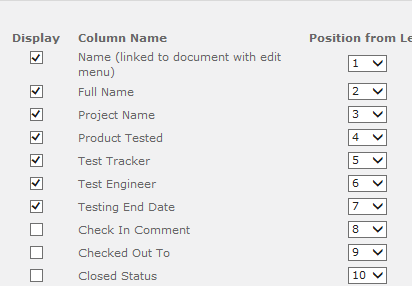 Display Column Name Position from Le
Name (linked to document with edit 1
menu)
Full Name 2
Project Name 3
Product Tested 4
Test Tracker 5
Test Engineer 6
Testing End Date 7
Check In Comment 8
Checked Out To 9
Closed Status 10